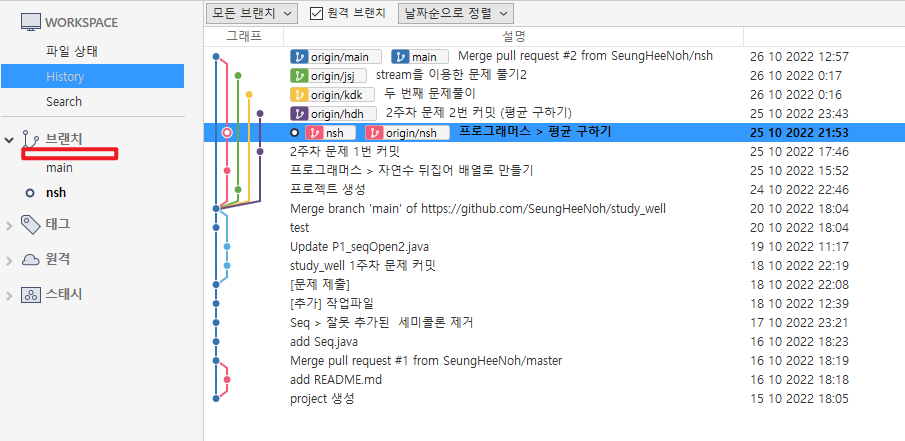 WORKSPACE
파일 상태
History
Search
브랜치
main
nsh
태그
원격
스태시
모든 브랜치 원격 브랜치 날짜순으로 정렬
그래프 설명
origin/main main Merge pull request #2 from SeungHeeNoh/nsh 26 10 2022 12:57
origin/jsj stream을 이용한 문제 풀기2 26 10 2022 0:17
origin/kdk 두 번째 문제풀이 26 10 2022 0:16
origin/hdh 2주차 문제 2번 커밋 (평균 구하기) 25 10 2022 23:43
nsh origin/nsh 프로그래머스 > 평균 구하기 25 10 2022 21:53
2주차 문제 1번 커밋 25 10 2022 17:46
프로그래머스 > 자연수 뒤집어 배열로 만들기 25 10 2022 15:52
프로젝트 생성 24 10 2022 22:46
Merge branch 'main' of https://github.com/SeungHeeNoh/study_well 20 10 2022 18:04
test 20 10 2022 18:04
Update P1_seqOpen2.java 19 10 2022 11:17
study_well 1주차 문제 커밋 18 10 2022 22:19
[문제 제출] 18 10 2022 22:08
[추가] 작업파일 18 10 2022 12:39
Seq > 잘못 추가된 세미콜론 제거 17 10 2022 23:21
add Seq.java 16 10 2022 18:23
Merge pull request #1 from SeungHeeNoh/master 16 10 2022 18:19
add README.md 16 10 2022 18:18
project 생성 15 10 2022 18:05